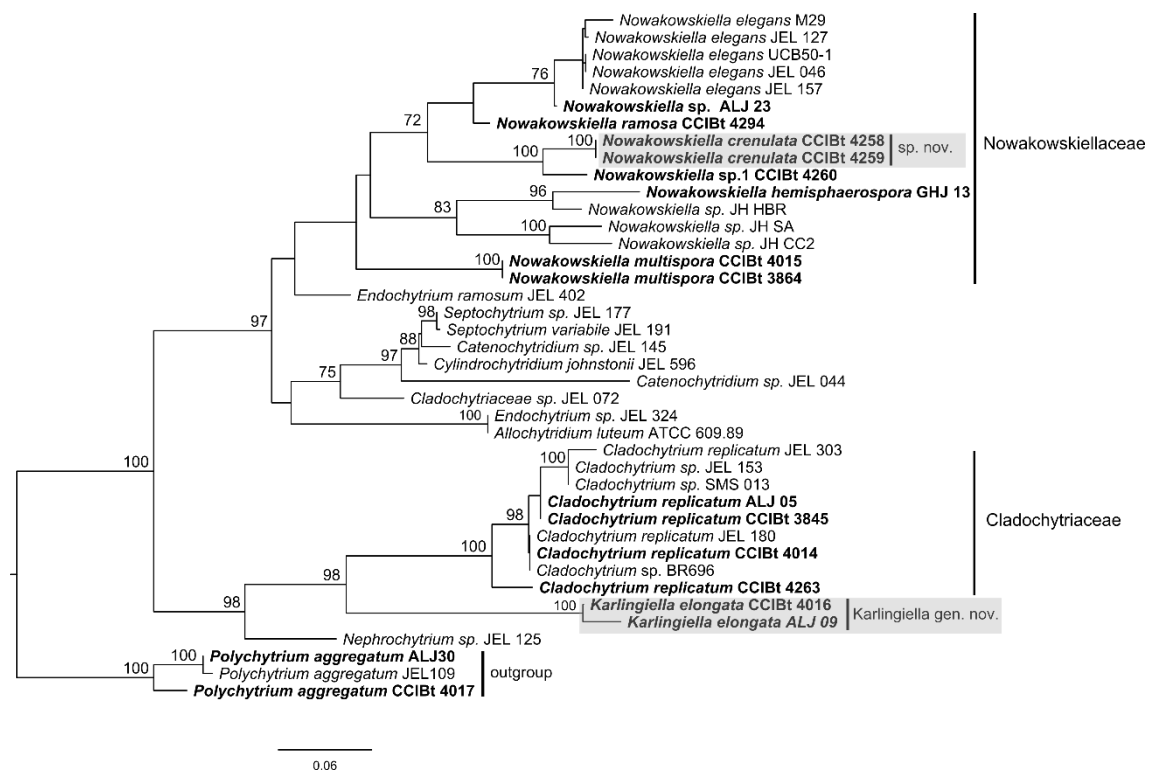 Nowakowskiella elegans M29
Nowakowskiella elegans JEL 127
Nowakowskiella elegans UCB50-1
Nowakowskiella elegans JEL 046
76
Nowakowskiella elegans JEL 157
Nowakowskiella sp. ALJ 23
72
Nowakowskiella ramosa CCIBt 4294
100
Nowakowskiella crenulata CCIBt 4258
sp. nov.
Nowakowskiellaceae
100
Nowakowskiella crenulata CCIBt 4259
Nowakowskiella sp.1 CCIBt 4260
96
Nowakowskiella hemisphaerospora GHJ 13
83
Nowakowskiella sp. JH HBR
100
Nowakowskiella sp. JH SA
Nowakowskiella sp. JH CC2
100
Nowakowskiella multispora CCIBt 4015
Nowakowskiella multispora CCIBt 3864
Endochytrium ramosum JEL 402
97
98
Septochytrium sp. JEL 177
Septochytrium variabile JEL 191
88
Catenochytridium sp. JEL 145
97
Cylindrochytridium johnstonii JEL 596
75
Catenochytridium sp. JEL 044
Cladochytriaceae sp. JEL 072
100
Endochytrium sp. JEL 324
Allochytridium luteum ATCC 609.89
100
Cladochytrium replicatum JEL 303
100
Cladochytrium sp. JEL 153
Cladochytrium sp. SMS 013
Cladochytrium replicatum ALJ 05
98
Cladochytrium replicatum CCIBt 3845
Cladochytriaceae
Cladochytrium replicatum JEL 180
100
Cladochytrium replicatum CCIBt 4014
Cladochytrium sp. BR696
98
Cladochytrium replicatum CCIBt 4263
98
100
Karlingiella elongata CCIBt 4016
Karlingiella gen. nov.
Karlingiella elongata ALJ 09
Nephrochytrium sp. JEL 125
100
Polychytrium aggregatum ALJ30
100
Polychytrium aggregatum JEL109
outgroup
Polychytrium aggregatum CCIBt 4017
0.06